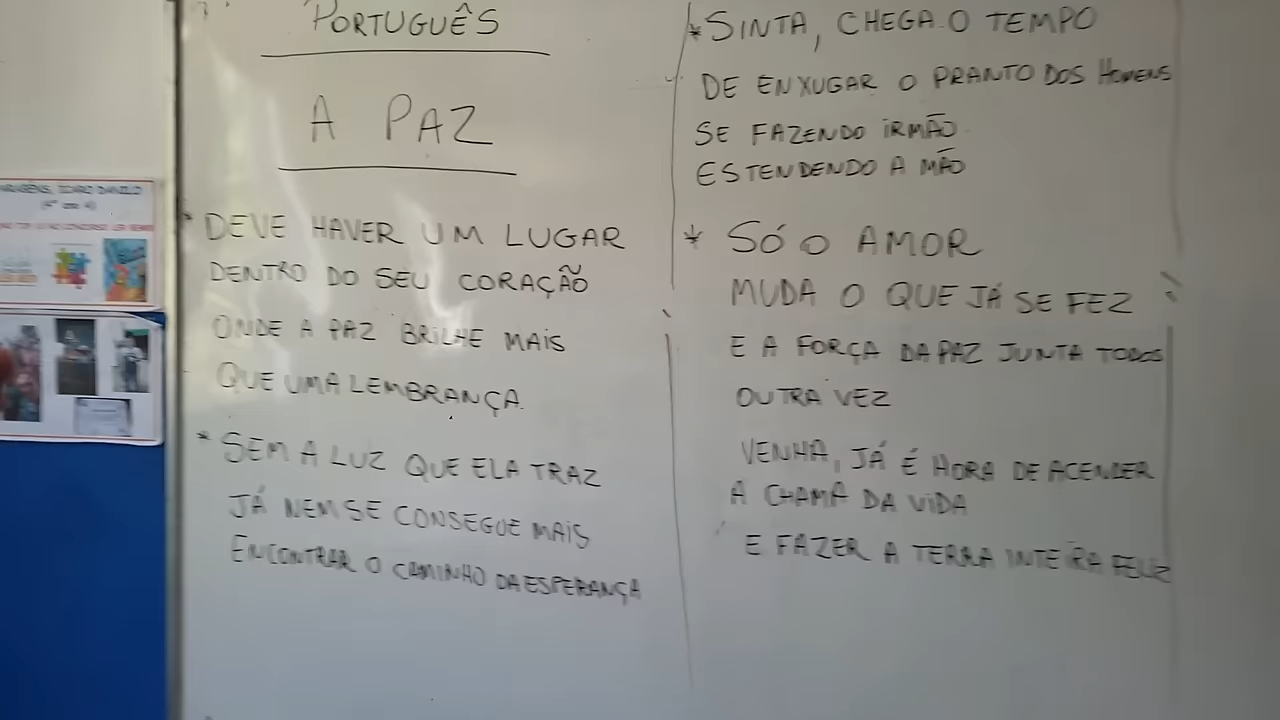 PORTUGUÊS
A PAZ
* DEVE HAVER UM LUGAR
DENTRO DO SEU CORAÇÃO
ONDE A PAZ BRILHE MAIS
QUE UMA LEMBRANÇA.
* SEM A LUZ QUE ELA TRAZ
JÁ NEM SE CONSEGUE MAIS
ENCONTRAR O CAMINHO DA ESPERANÇA
* SINTA, CHEGA O TEMPO
DE ENXUGAR O PRANTO DOS HOMENS
SE FAZENDO IRMÃO
ESTENDENDO A MÃO
* SÓ O AMOR
MUDA O QUE JÁ SE FEZ
E A FORÇA DA PAZ JUNTA TODOS
OUTRA VEZ
VENHA, JÁ É HORA DE ACENDER
A CHAMA DA VIDA
E FAZER A TERRA INTEIRA FELIZ